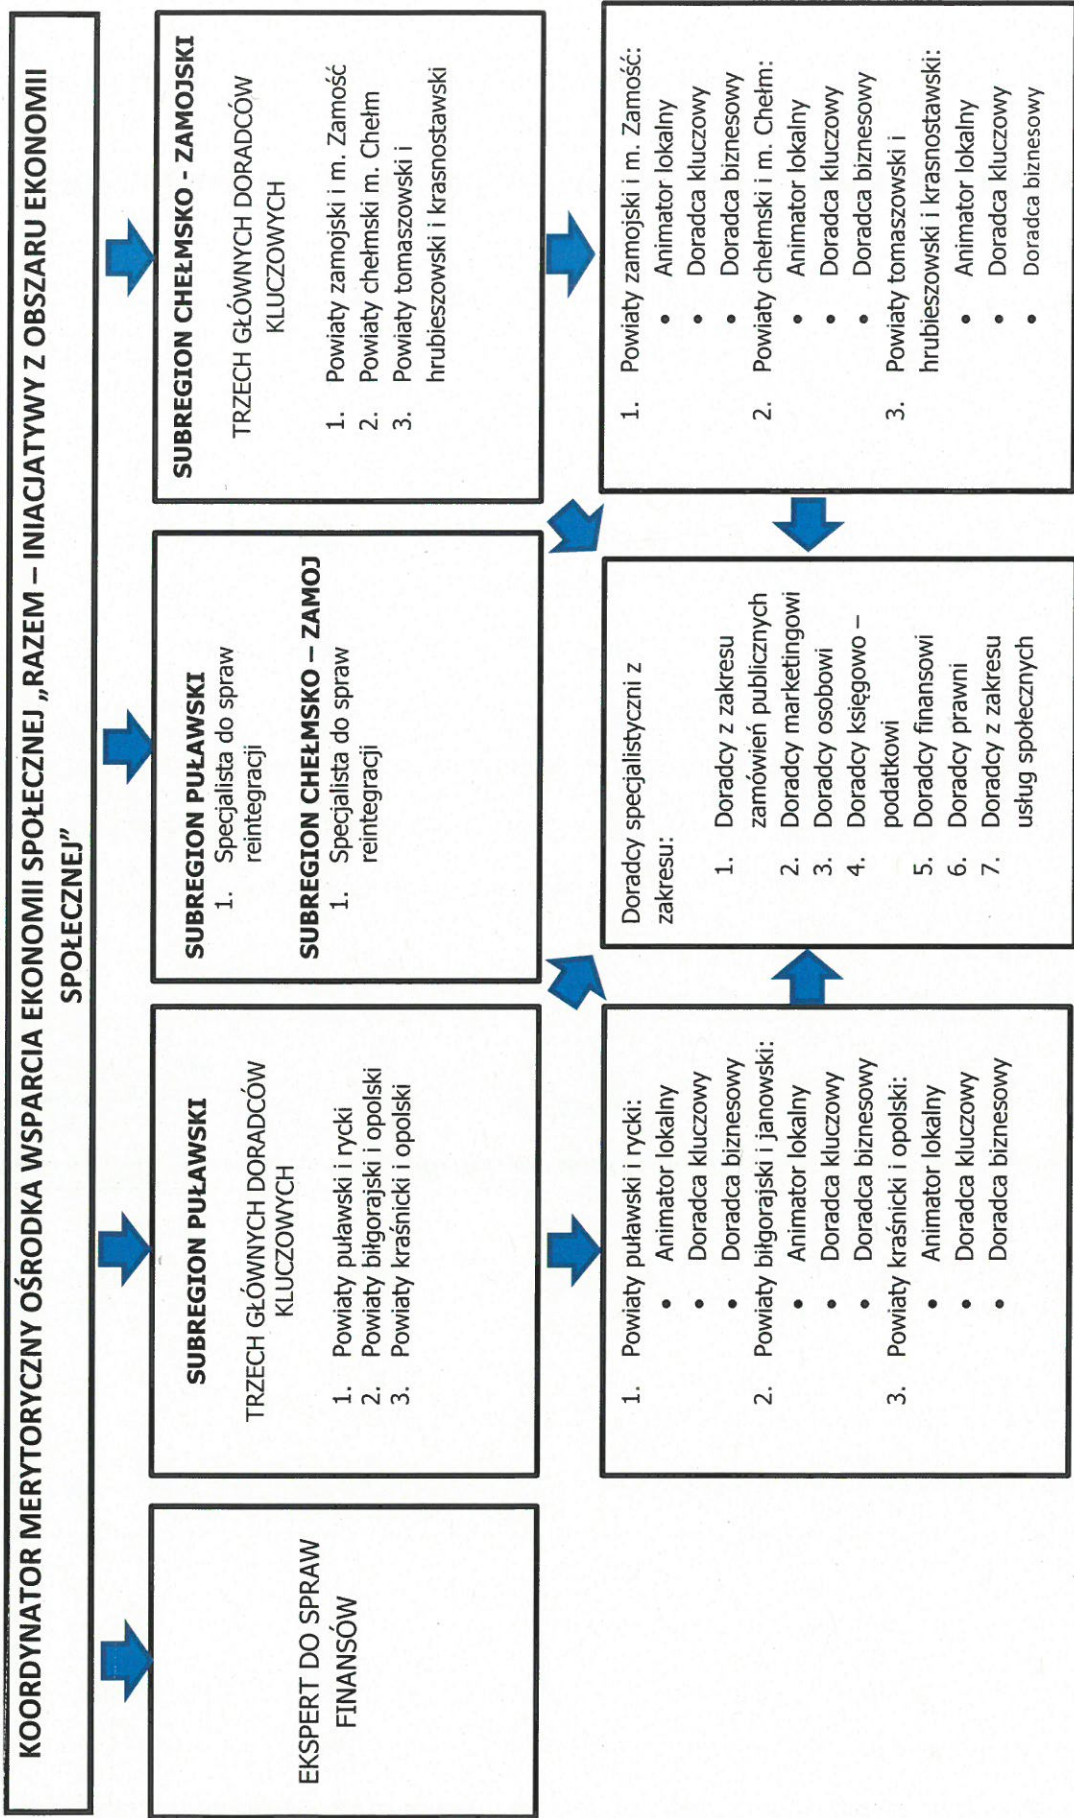 KOORDYNATOR MERYTORYCZNY OŚRODKA WSPARCIA EKONOMII SPOŁECZNEJ „RAZEM – INIACJATYWY Z OBSZARU EKONOMII
SPOŁECZNEJ”
EKSPERT DO SPRAW
FINANSÓW
SUBREGION PUŁAWSKI
TRZECH GŁÓWNYCH DORADCÓW
KLUCZOWYCH
1. Powiaty puławski i rycki
2. Powiaty biłgorajski i opolski
3. Powiaty kraśnicki i opolski
SUBREGION PUŁAWSKI
1. Specjalista do spraw
reintegracji
SUBREGION CHEŁMSKO – ZAMOJ
1. Specjalista do spraw
reintegracji
SUBREGION CHEŁMSKO - ZAMOJSKI
TRZECH GŁÓWNYCH DORADCÓW
KLUCZOWYCH
1. Powiaty zamojski i m. Zamość
2. Powiaty chełmski m. Chełm
3. Powiaty tomaszowski i
hrubieszowski i krasnostawski
1. Powiaty puławski i rycki:
• Animator lokalny
• Doradca kluczowy
• Doradca biznesowy
2. Powiaty biłgorajski i janowski:
• Animator lokalny
• Doradca kluczowy
• Doradca biznesowy
3. Powiaty kraśnicki i opolski:
• Animator lokalny
• Doradca kluczowy
• Doradca biznesowy
Doradcy specjalistyczni z
zakresu:
1. Doradcy z zakresu
zamówień publicznych
2. Doradcy marketingowi
3. Doradcy osobowi
4. Doradcy księgowo –
podatkowi
5. Doradcy finansowi
6. Doradcy prawni
7. Doradcy z zakresu
usług społecznych
1. Powiaty zamojski i m. Zamość:
• Animator lokalny
• Doradca kluczowy
• Doradca biznesowy
2. Powiaty chełmski i m. Chełm:
• Animator lokalny
• Doradca kluczowy
• Doradca biznesowy
3. Powiaty tomaszowski i
hrubieszowski i krasnostawski:
• Animator lokalny
• Doradca kluczowy
• Doradca biznesowy